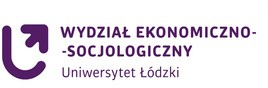 WYDZIAŁ EKONOMICZNO-
-SOCJOLOGICZNY
Uniwersytet Łódzki